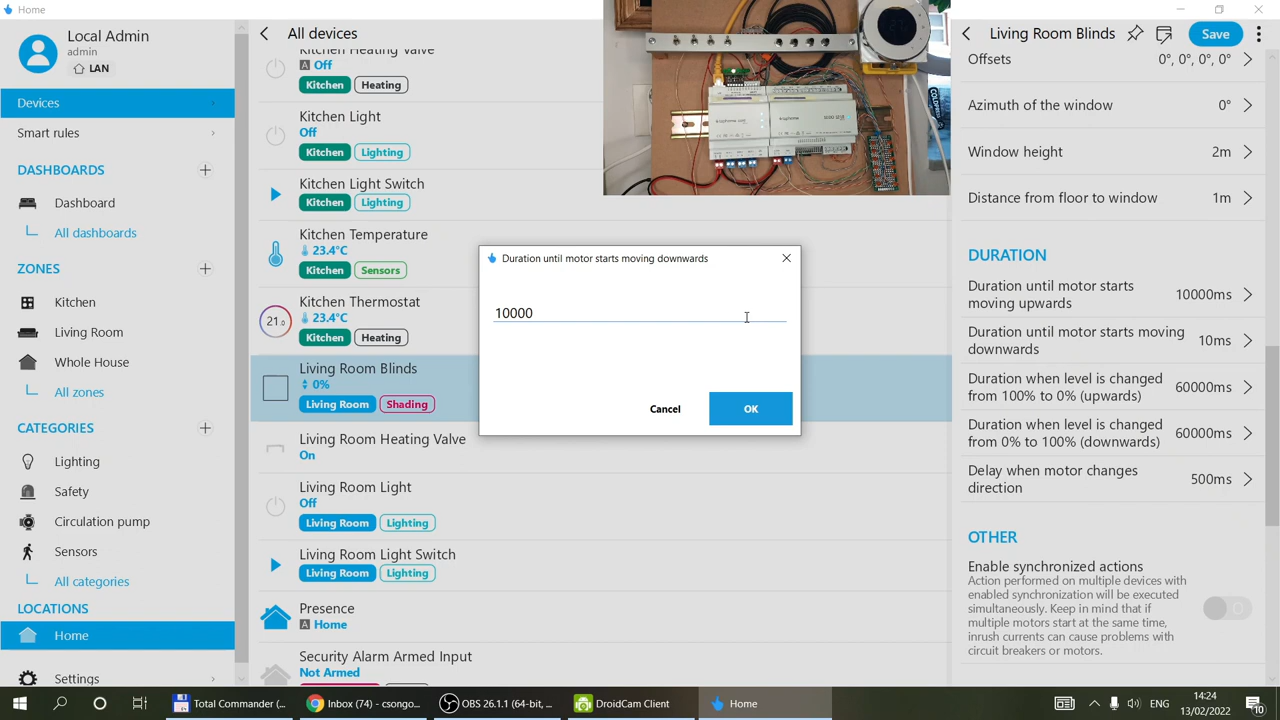 Home
Local Admin
admin
LAN
Devices
Smart rules
DASHBOARDS
Dashboard
All dashboards
ZONES
Kitchen
Living Room
Whole House
All zones
CATEGORIES
Lighting
Safety
Circulation pump
Sensors
All categories
LOCATIONS
Home
Settings
All devices
Kitchen Heating Valve
A Off
Kitchen Heating
Kitchen Light
Off
Kitchen Lighting
Kitchen Light Switch
Kitchen Lighting
Kitchen Temperature
23.4°C
Kitchen Sensors
Kitchen Thermostat
21.0 23.4°C
Kitchen Heating
Living Room Blinds
0%
Living Room Shading
Living Room Heating Valve
On
Living Room Light
Off
Living Room Lighting
Living Room Light Switch
Living Room Lighting
Presence
A Home
Security Alarm Armed Input
Not Armed
Duration until motor starts moving downwards
10000
Cancel OK
Living Room Blinds Save
Offsets 0°, 0°, 0°, 0°
Azimuth of the window 0°
Window height 2m
Distance from floor to window 1m
DURATION
Duration until motor starts
moving upwards 10000ms
Duration until motor starts moving
downwards 10ms
Duration when level is changed
from 100% to 0% (upwards) 60000ms
Duration when level is changed
from 0% to 100% (downwards) 60000ms
Delay when motor changes
direction 500ms
OTHER
Enable synchronized actions
Action performed on multiple devices with
enabled synchronization will be executed
simultaneously. Keep in mind that if
multiple motors start at the same time,
inrush currents can cause problems with
circuit breakers or motors.
Total Commander (...
Inbox (74) - csongo...
OBS 26.1.1 (64-bit, ...
DroidCam Client
Home
ENG
14:24
13/02/2022